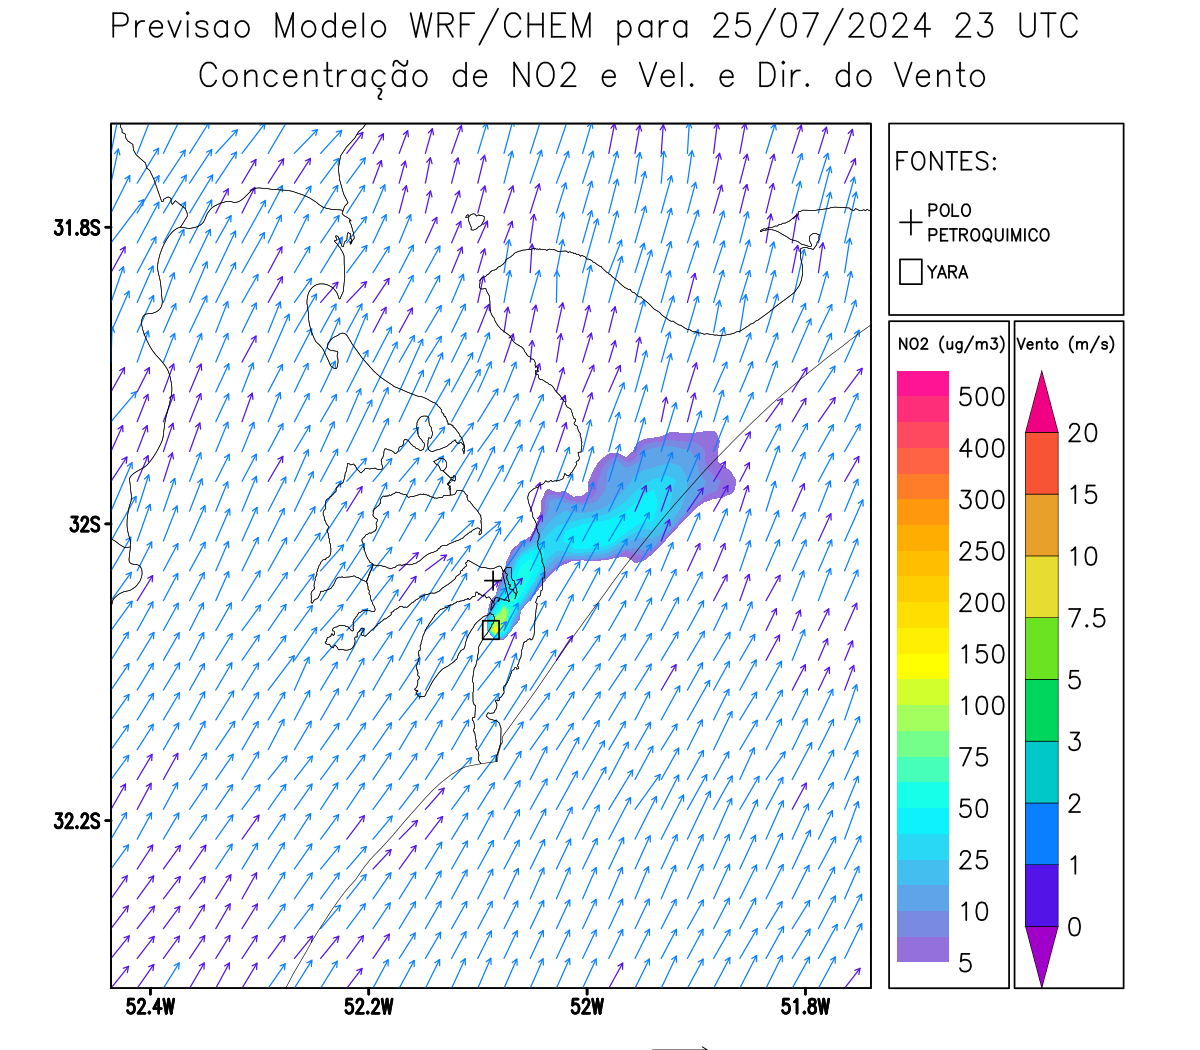 Previsao Modelo WRF/CHEM para 25/07/2024 23 UTC
Concentração de NO2 e Vel. e Dir. do Vento
FONTES:
POLO
PETROQUIMICO
YARA
NO2 (ug/m3)
500
400
300
250
200
150
100
75
50
25
10
5
Vento (m/s)
20
15
10
7.5
5
3
2
1
0
31.8S
32S
32.2S
52.4W
52.2W
52W
51.8W